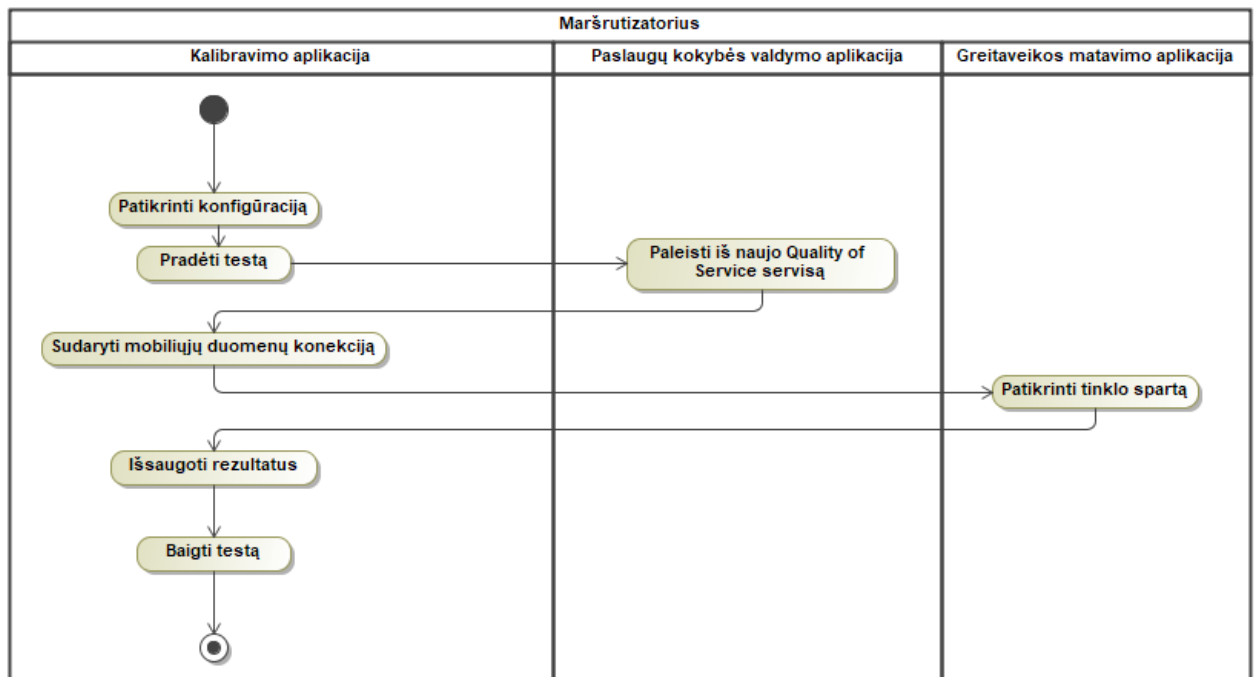 Maršrutizatorius
Kalibravimo aplikacija
Paslaugų kokybės valdymo aplikacija
Greitaveikos matavimo aplikacija
Patikrinti konfigūraciją
Pradėti testą
Paleisti iš naujo Quality of
Service servisą
Sudaryti mobiliųjų duomenų konekciją
Patikrinti tinklo spartą
Išsaugoti rezultatus
Baigti testą